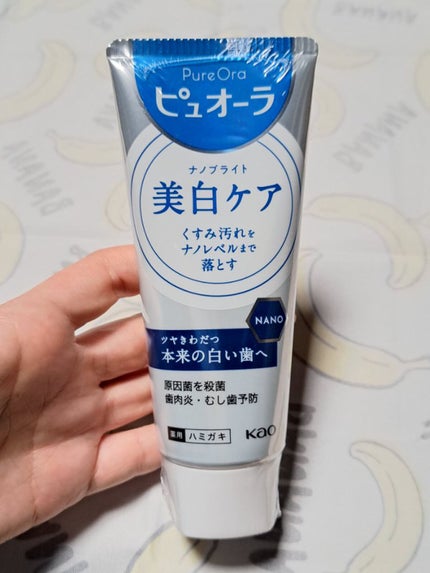 PureOra
ピュオーラ
ナノブライト
美白ケア
くすみ汚れを
ナノレベルまで
落とす
NANO
ツヤきわだつ
本来の白い歯へ
原因菌を殺菌
歯肉炎・むし歯予防
薬用 ハミガキ
Kao
BANANA
BANANA